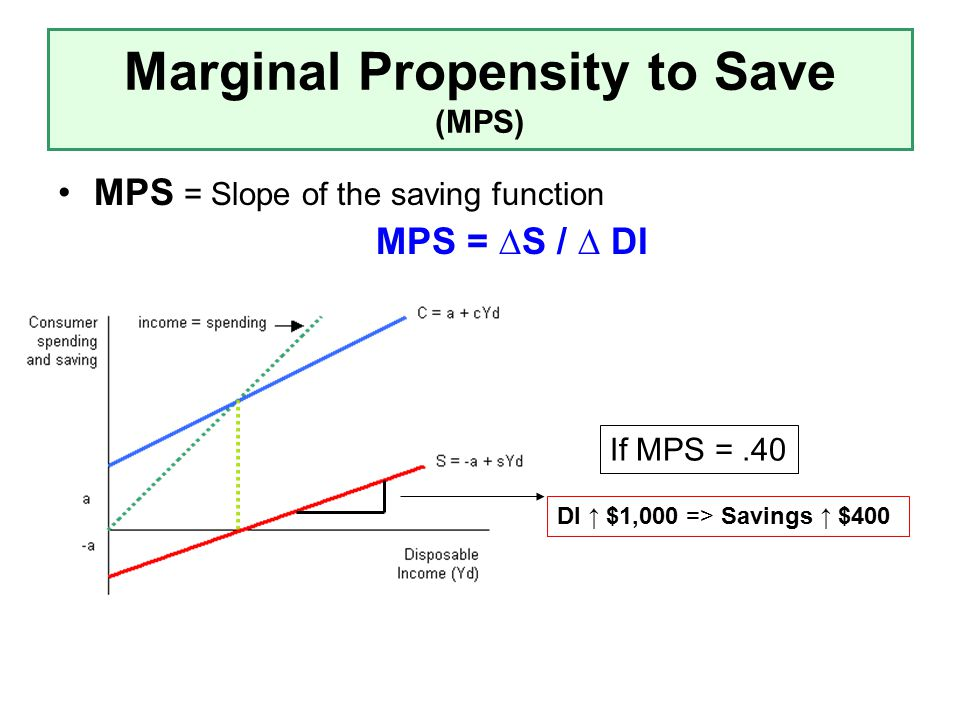 Marginal Propensity to Save
(MPS)
• MPS = Slope of the saving function
MPS = ∆S / ∆ DI
Consumer
spending
and saving
income = spending
C = a + cYd
S = -a + sYd
a
-a
Disposable
Income (Yd)
If MPS = .40
DI ↑ $1,000 => Savings ↑ $400